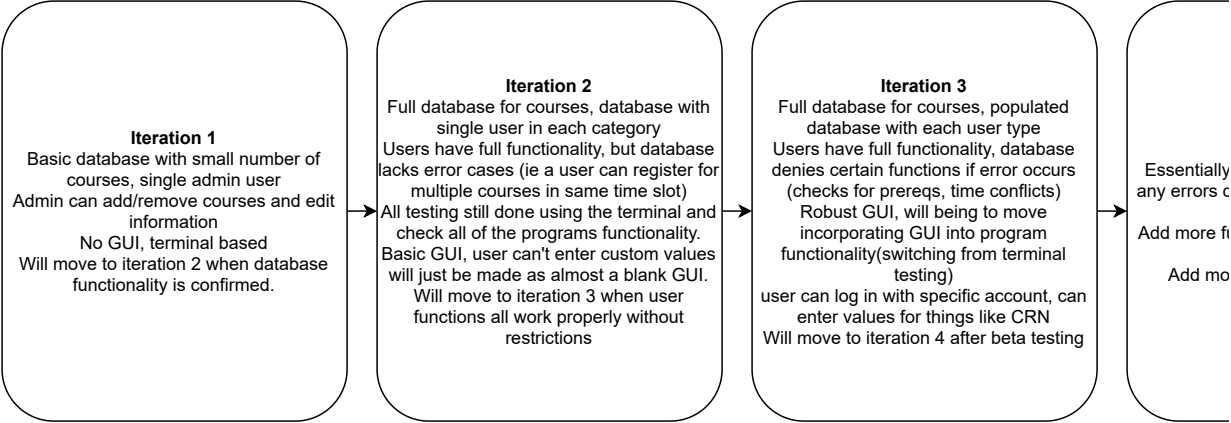 Iteration 1
Basic database with small number of
courses, single admin user
Admin can add/remove courses and edit
information
No GUI, terminal based
Will move to iteration 2 when database
functionality is confirmed.
Iteration 2
Full database for courses, database with
single user in each category
Users have full functionality, but database
lacks error cases (ie a user can register for
multiple courses in same time slot)
All testing still done using the terminal and
check all of the programs functionality.
Basic GUI, user can't enter custom values
will just be made as almost a blank GUI.
Will move to iteration 3 when user
functions all work properly without
restrictions
Iteration 3
Full database for courses, populated
database with each user type
Users have full functionality, database
denies certain functions if error occurs
(checks for prereqs, time conflicts)
Robust GUI, will being to move
incorporating GUI into program
functionality(switching from terminal
testing)
user can log in with specific account, can
enter values for things like CRN
Will move to iteration 4 after beta testing
Essentially
any errors
Add more
Add